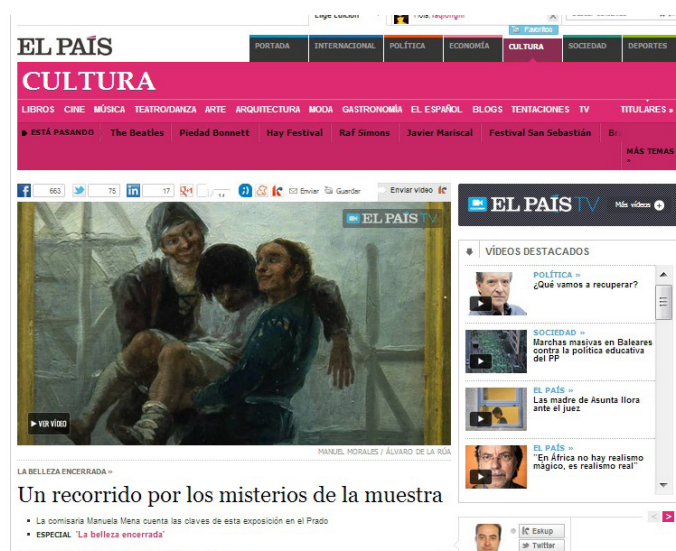 EL PAÍS
PORTADA INTERNACIONAL POLÍTICA ECONOMÍA CULTURA SOCIEDAD DEPORTES
Favoritos
CULTURA
LIBROS CINE MÚSICA TEATRO/DANZA ARTE ARQUITECTURA MODA GASTRONOMÍA EL ESPAÑOL BLOGS TENTACIONES TV TITULARES »
ESTÁ PASANDO The Beatles Piedad Bonnett Hay Festival Raf Simons Javier Mariscal Festival San Sebastián
MÁS TEMAS »
663 75 17 Enviar Guardar Enviar vídeo
EL PAÍS TV
VER VÍDEO
MANUEL MORALES / ÁLVARO DE LA RÚA
LA BELLEZA ENCERRADA »
Un recorrido por los misterios de la muestra
La comisaria Manuela Mena cuenta las claves de esta exposición en el Prado
ESPECIAL 'La belleza encerrada'
EL PAÍS TV Más vídeos
VÍDEOS DESTACADOS
POLÍTICA »
¿Qué vamos a recuperar?
SOCIEDAD »
Marchas masivas en Baleares
contra la política educativa
del PP
EL PAÍS »
Las madre de Asunta llora
ante el juez
EL PAÍS »
"En África no hay realismo
mágico, es realismo real"
Eskup
Twitter